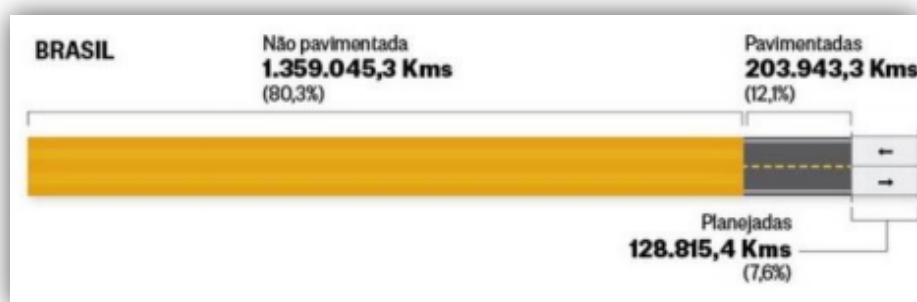 BRASIL
Não pavimentada
1.359.045,3 Kms
(80,3%)
Pavimentadas
203.943,3 Kms
(12,1%)
Planejadas
128.815,4 Kms
(7,6%)